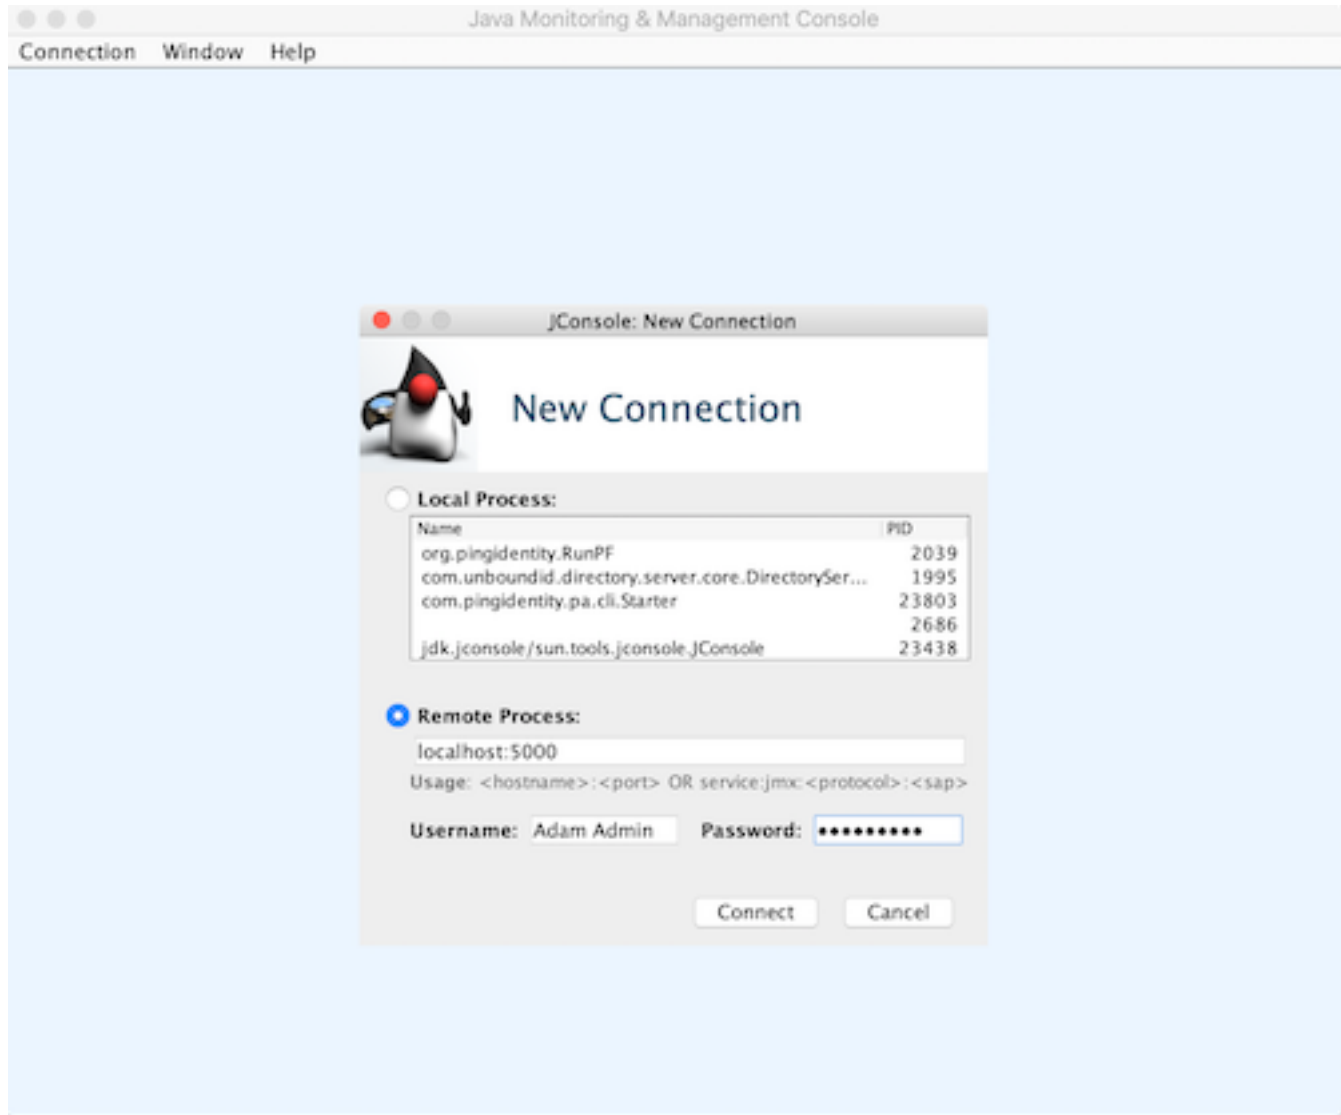 Java Monitoring & Management Console
Connection Window Help
JConsole: New Connection
New Connection
Local Process:
Name PID
org.pingidentity.RunPF 2039
com.unboundid.directory.server.core.DirectorySer... 1995
com.pingidentity.pa.cli.Starter 23803
2686
jdk.jconsole/sun.tools.jconsole.JConsole 23438
Remote Process:
localhost:5000
Usage: <hostname>:<port> OR service:jmx:<protocol>:<sap>
Username: Adam Admin Password: •••••••••
Connect Cancel